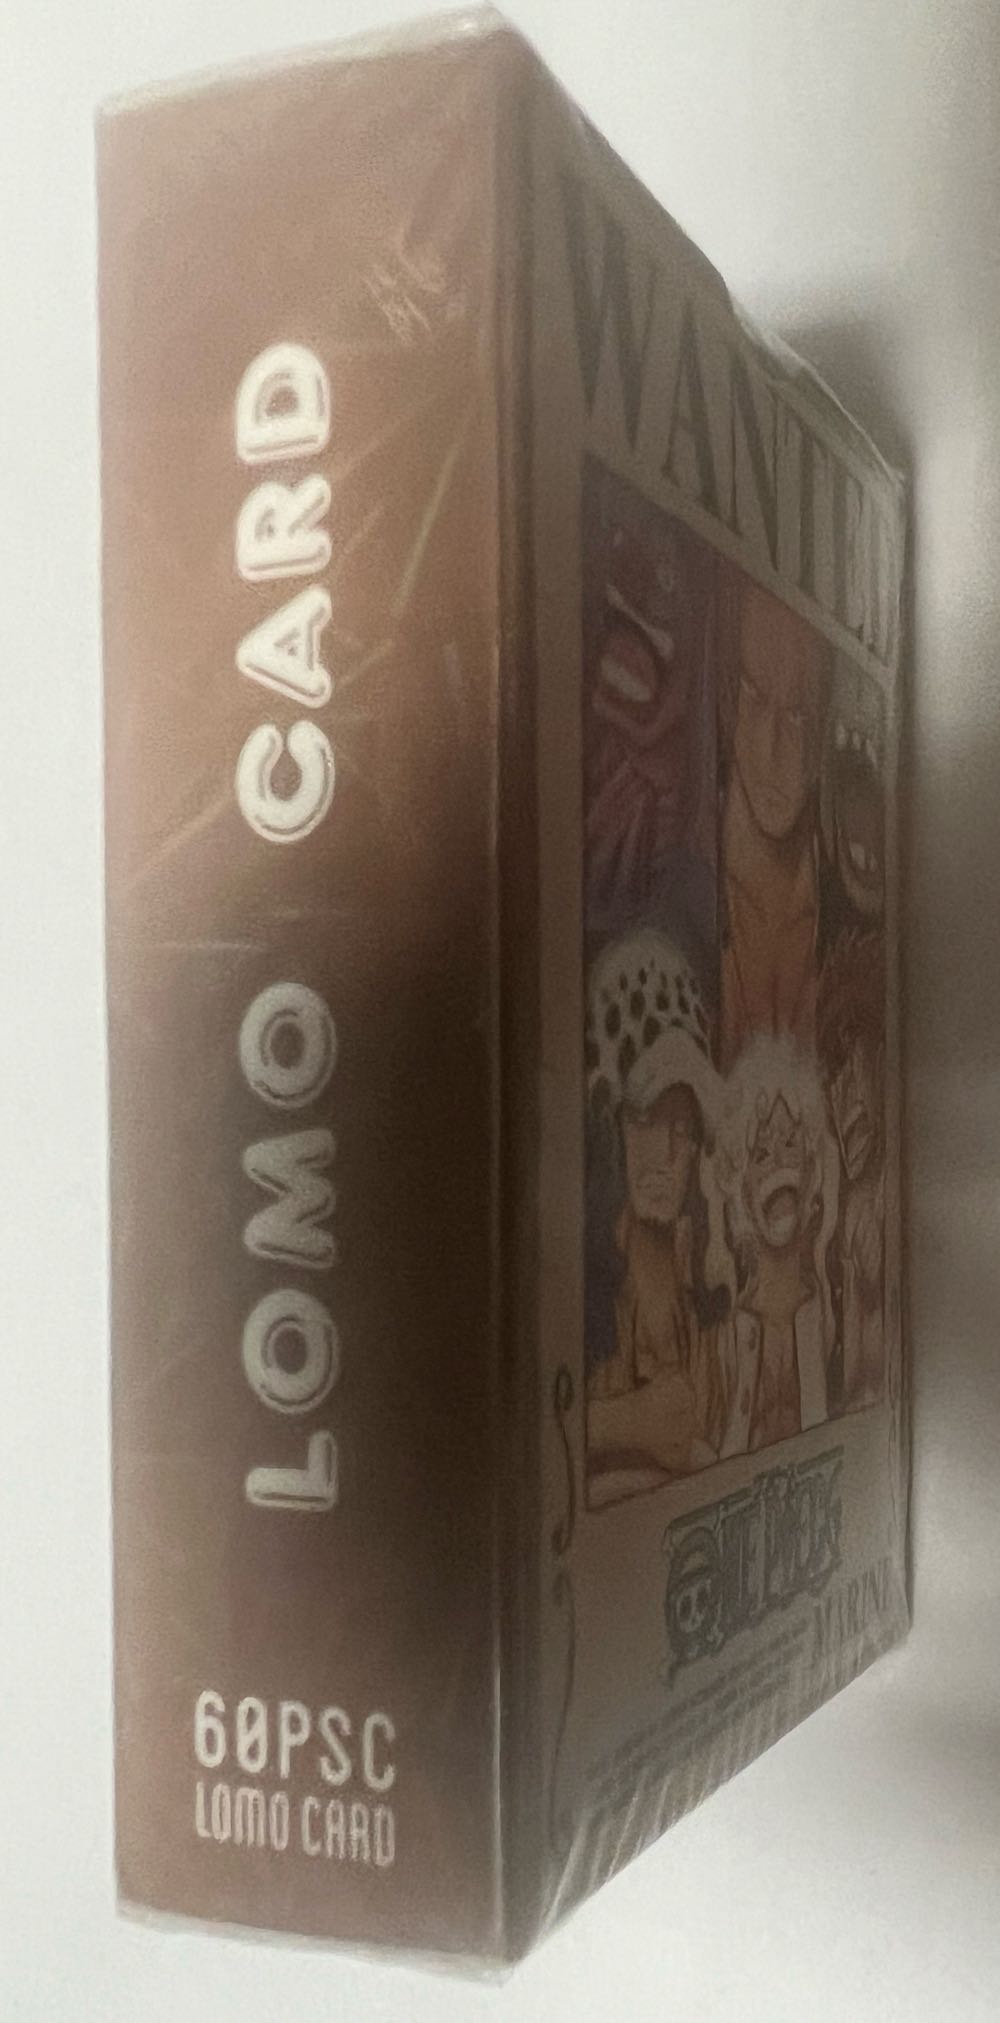 LOMO CARD
60PSC
LOMO CARD
WANTED
ONE PIECE
MARINE